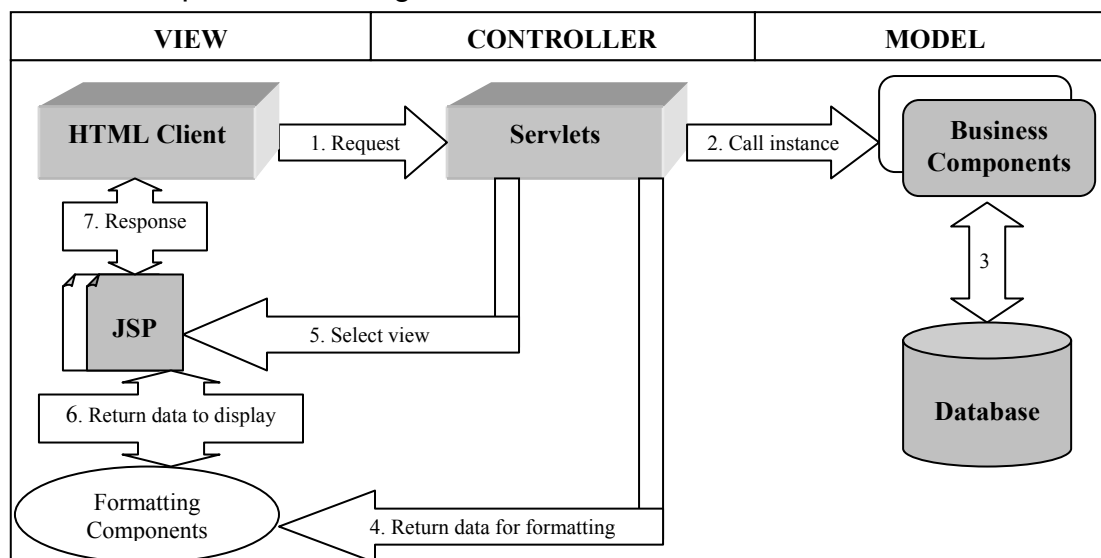 VIEW
CONTROLLER
MODEL
HTML Client
1. Request
Servlets
2. Call instance
Business
Components
7. Response
3
JSP
5. Select view
6. Return data to display
Database
Formatting
Components
4. Return data for formatting